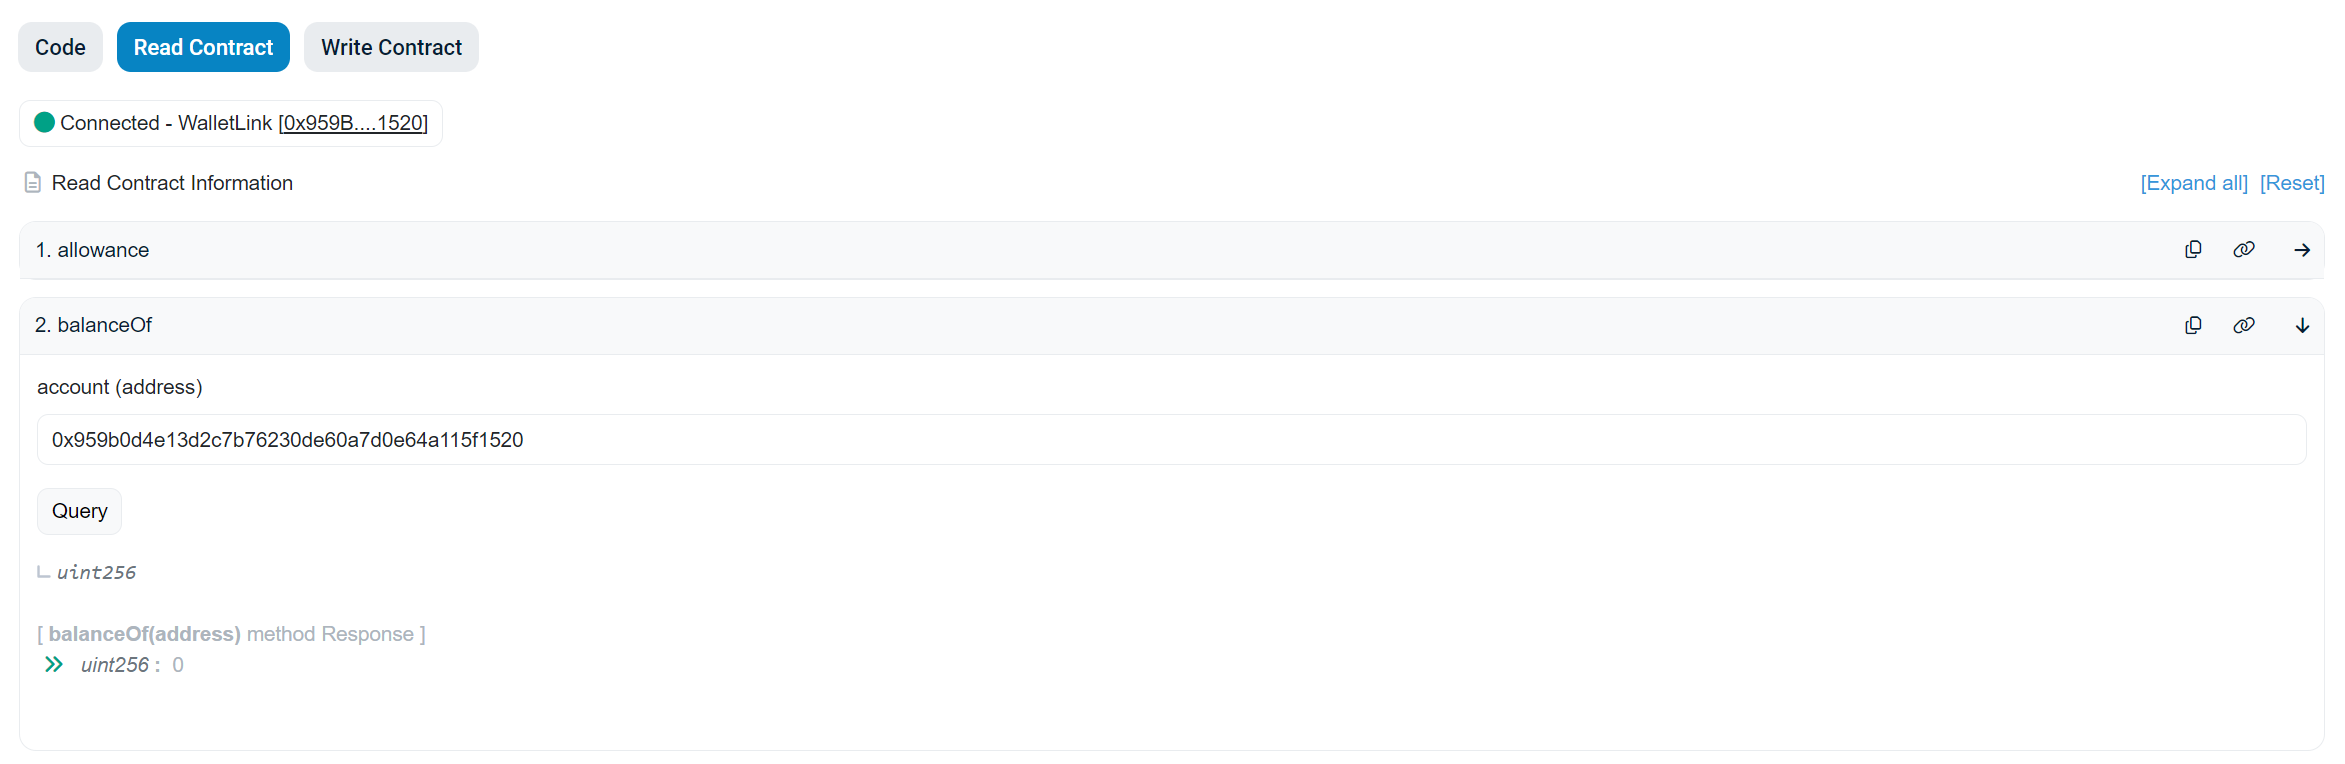 Code Read Contract Write Contract
Connected - WalletLink [0x959B....1520]
Read Contract Information [Expand all] [Reset]
1. allowance
2. balanceOf
account (address)
0x959b0d4e13d2c7b76230de60a7d0e64a115f1520
Query
uint256
[ balanceOf(address) method Response ]
uint256 : 0